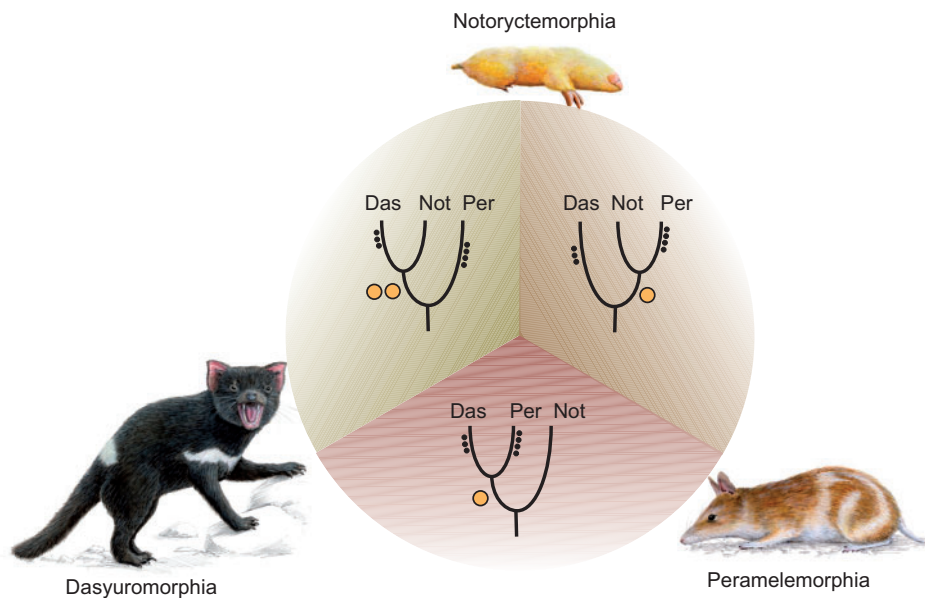 Notoryctemorphia
Das Not Per
Das Not Per
Das Per Not
Dasyuromorphia
Peramelemorphia